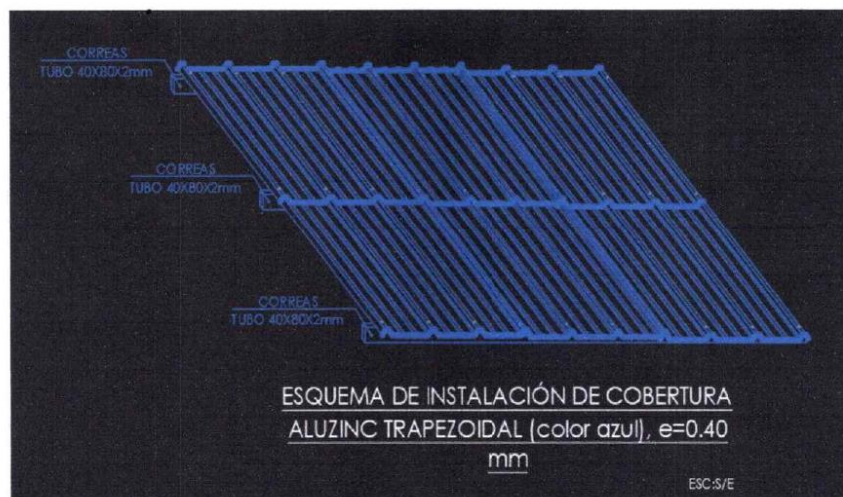 CORREAS
TUBO 40X80X2mm
CORREAS
TUBO 40X80X2mm
CORREAS
TUBO 40X80X2mm
ESQUEMA DE INSTALACIÓN DE COBERTURA
ALUZINC TRAPEZOIDAL (color azul), e=0.40
mm
ESC:S/E